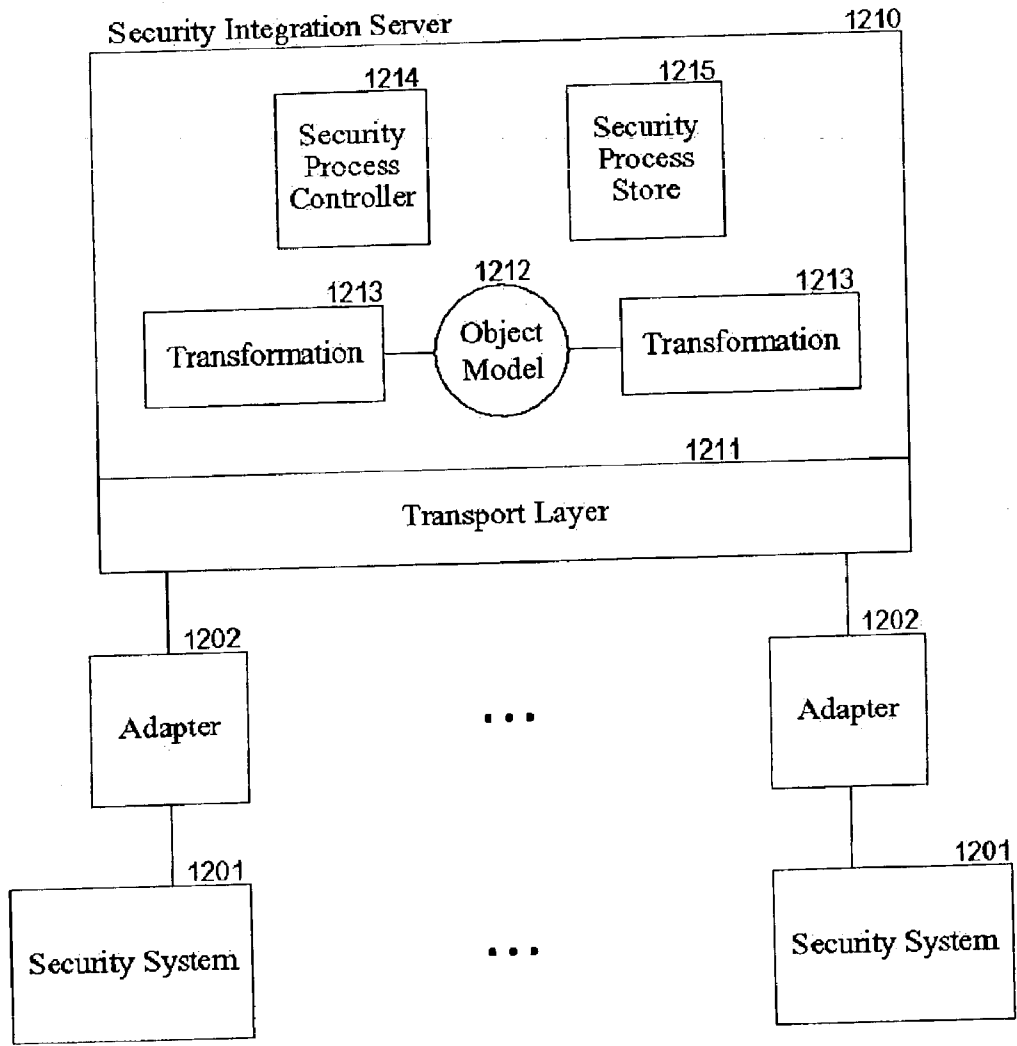 Security Integration Server
1210
1214
Security
Process
Controller
1215
Security
Process
Store
1213
Transformation
1212
Object
Model
1213
Transformation
1211
Transport Layer
1202
Adapter
...
1202
Adapter
1201
Security System
...
1201
Security System